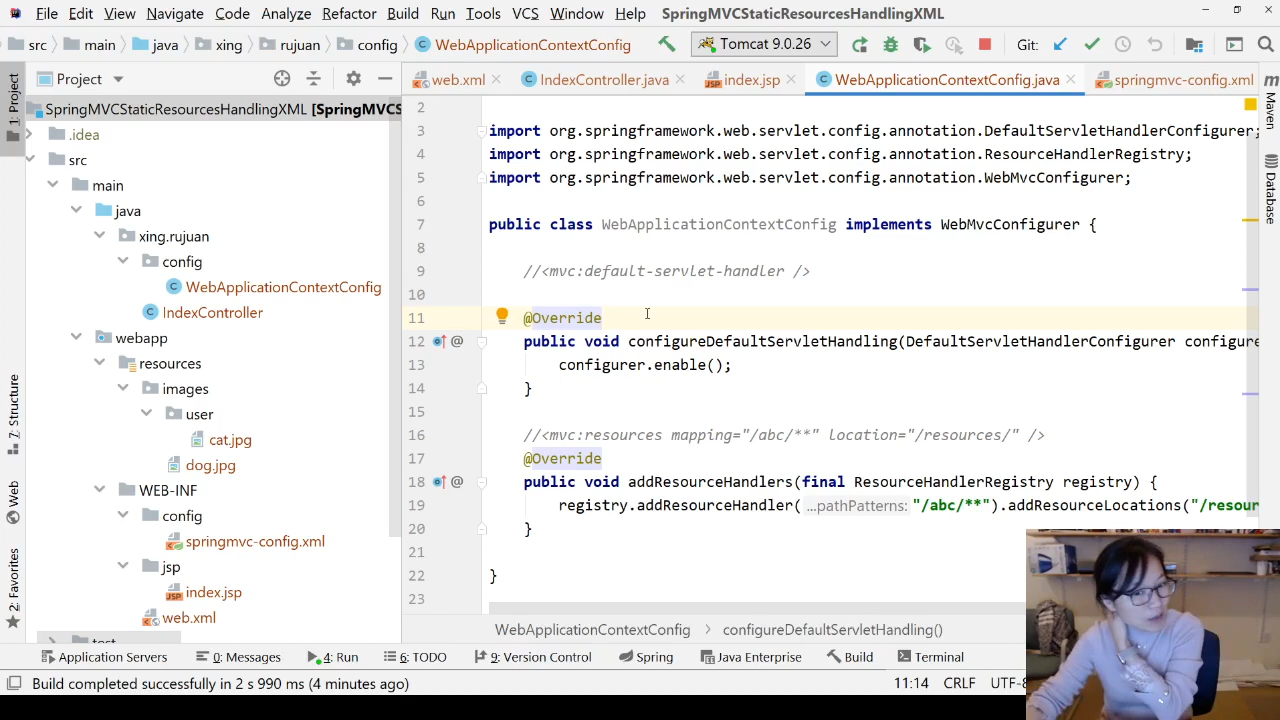 File Edit View Navigate Code Analyze Refactor Build Run Tools VCS Window Help SpringMVCStaticResourcesHandlingXML
src main java xing rujuan config WebApplicationContextConfig Tomcat 9.0.26 Git:
Project
web.xml IndexController.java index.jsp WebApplicationContextConfig.java springmvc-config.xml
SpringMVCStaticResourcesHandlingXML [SpringMVCS
.idea
src
main
java
xing.rujuan
config
WebApplicationContextConfig
IndexController
webapp
resources
images
user
cat.jpg
dog.jpg
WEB-INF
config
springmvc-config.xml
jsp
index.jsp
web.xml
test
1: Project
7: Structure
Web
2: Favorites
2
3 import org.springframework.web.servlet.config.annotation.DefaultServletHandlerConfigurer;
4 import org.springframework.web.servlet.config.annotation.ResourceHandlerRegistry;
5 import org.springframework.web.servlet.config.annotation.WebMvcConfigurer;
6
7 public class WebApplicationContextConfig implements WebMvcConfigurer {
8
9 //<mvc:default-servlet-handler />
10
11 @Override
12 public void configureDefaultServletHandling(DefaultServletHandlerConfigurer configure
13 configurer.enable();
14 }
15
16 //<mvc:resources mapping="/abc/**" location="/resources/" />
17 @Override
18 public void addResourceHandlers(final ResourceHandlerRegistry registry) {
19 registry.addResourceHandler( ...pathPatterns: "/abc/**").addResourceLocations("/resour
20 }
21
22 }
23
m Maven
Database
WebApplicationContextConfig > configureDefaultServletHandling()
Application Servers 0: Messages 4: Run 6: TODO 9: Version Control Spring Java Enterprise Build Terminal
Build completed successfully in 2 s 990 ms (4 minutes ago) 11:14 CRLF UTF-8